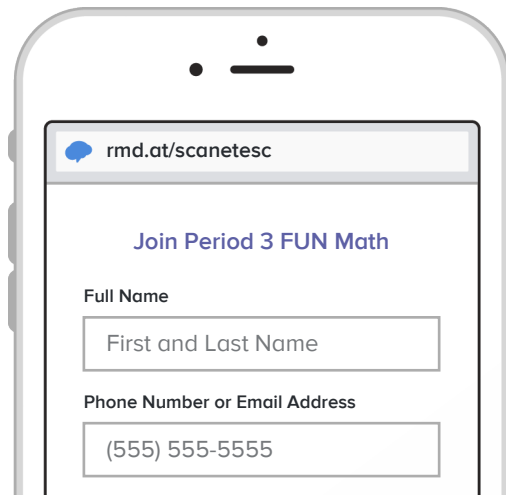 rmd.at/scanetesc
Join Period 3 FUN Math
Full Name
First and Last Name
Phone Number or Email Address
(555) 555-5555